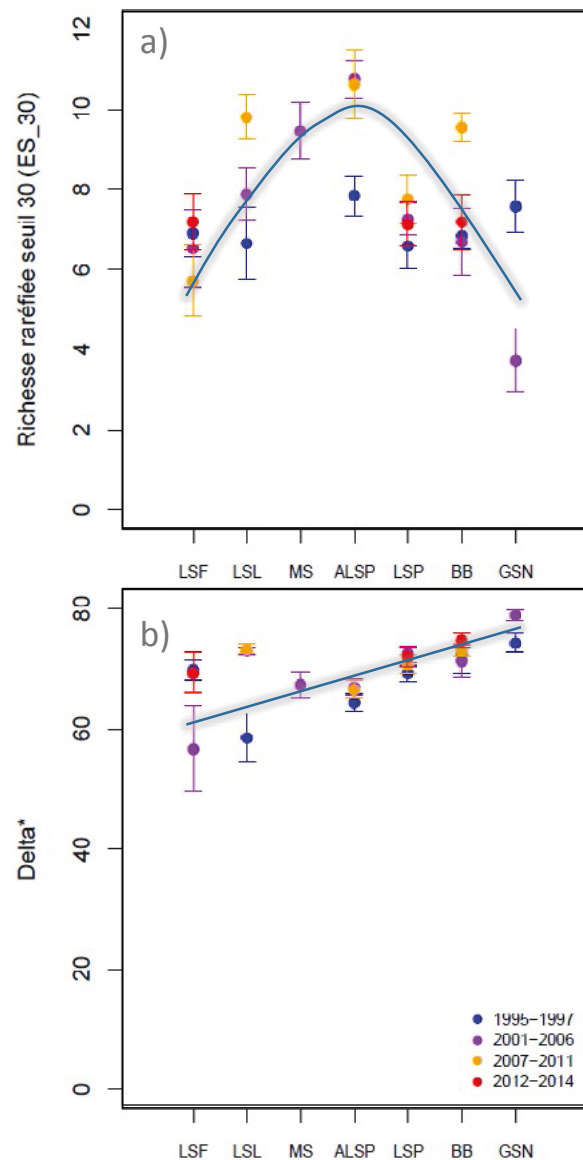 a)
Richesse raréfiée seuil 30 (ES_30)
12
10
8
6
4
2
0
LSF LSL MS ALSP LSP BB GSN
b)
Delta*
80
60
40
20
0
1995-1997
2001-2006
2007-2011
2012-2014
LSF LSL MS ALSP LSP BB GSN